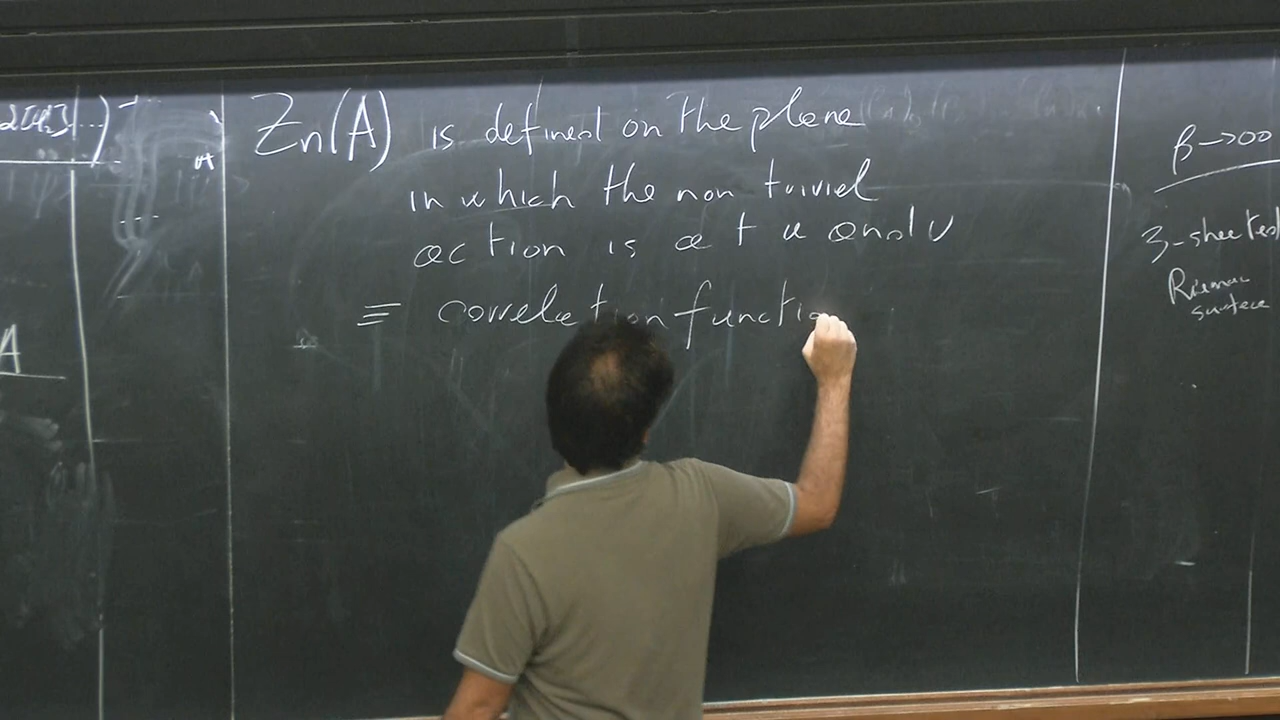 Zn(A) is defined on the plane
in which the non trivial
action is at u and v
≡ correlation functio
A
β→∞
3-sheeted
Rieman
surface